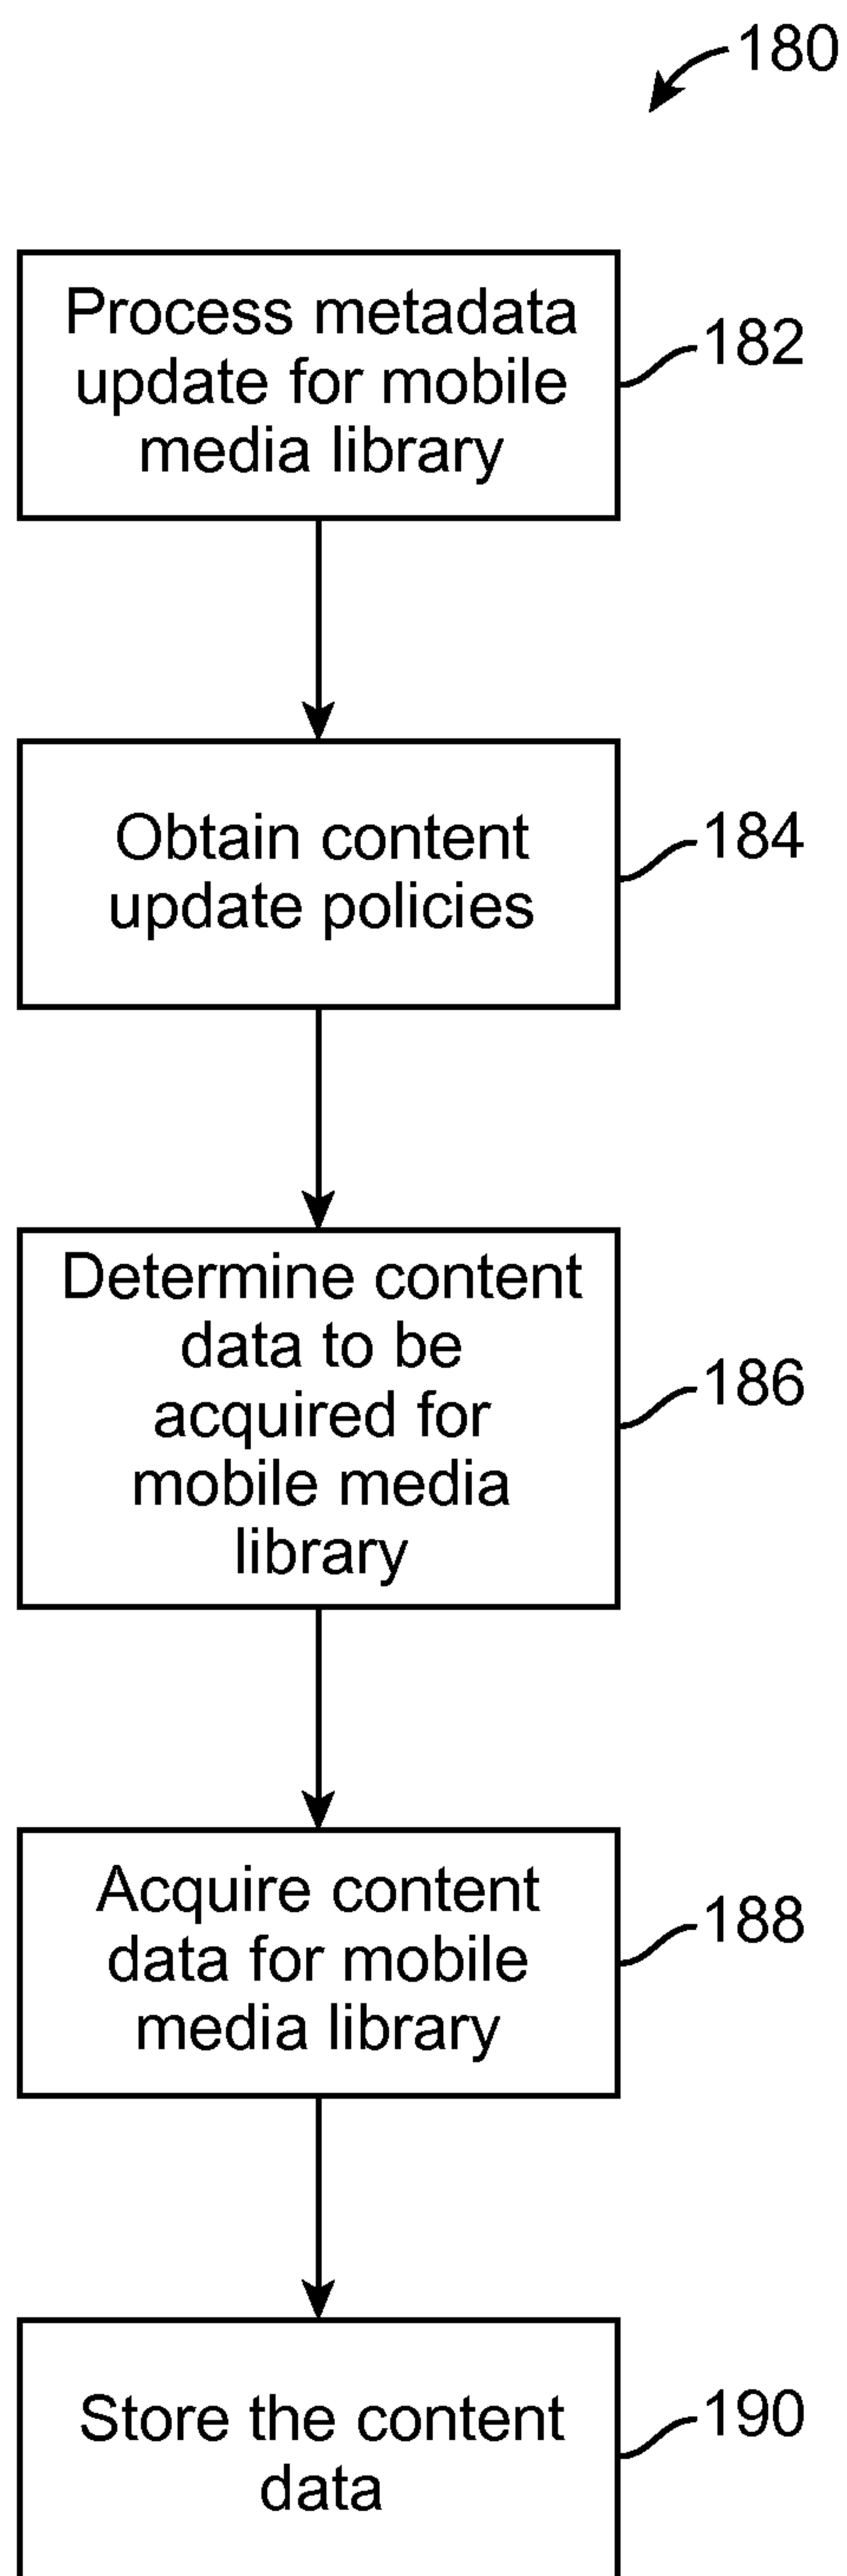 180
Process metadata
update for mobile
media library
182
Obtain content
update policies
184
Determine content
data to be
acquired for
mobile media
library
186
Acquire content
data for mobile
media library
188
Store the content
data
190